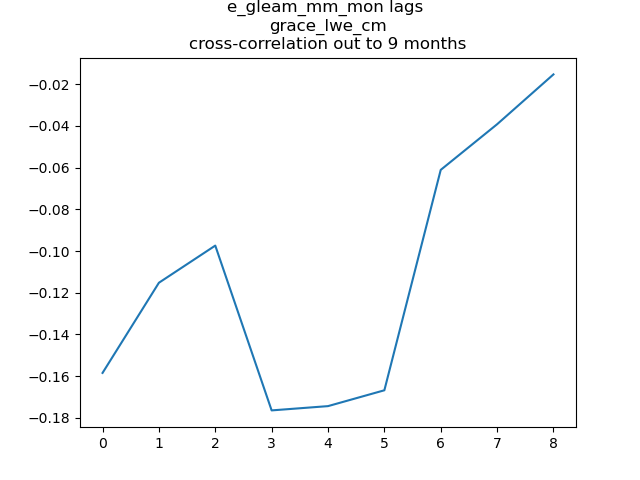 e_gleam_mm_mon lags
grace_lwe_cm
cross-correlation out to 9 months
−0.02
−0.04
−0.06
−0.08
−0.10
−0.12
−0.14
−0.16
−0.18
0 1 2 3 4 5 6 7 8